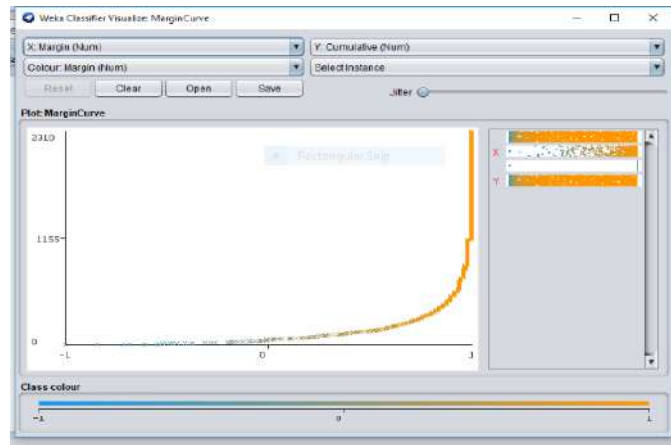 Weka Classifier Visualize: MarginCurve
X: Margin (Num) Y: Cumulative (Num)
Colour: Margin (Num) Select Instance
Reset Clear Open Save Jitter
Plot: MarginCurve
2310
Rectangular Snip
X
1155
Y
0
-1 0 1
Class colour
-1 0 1